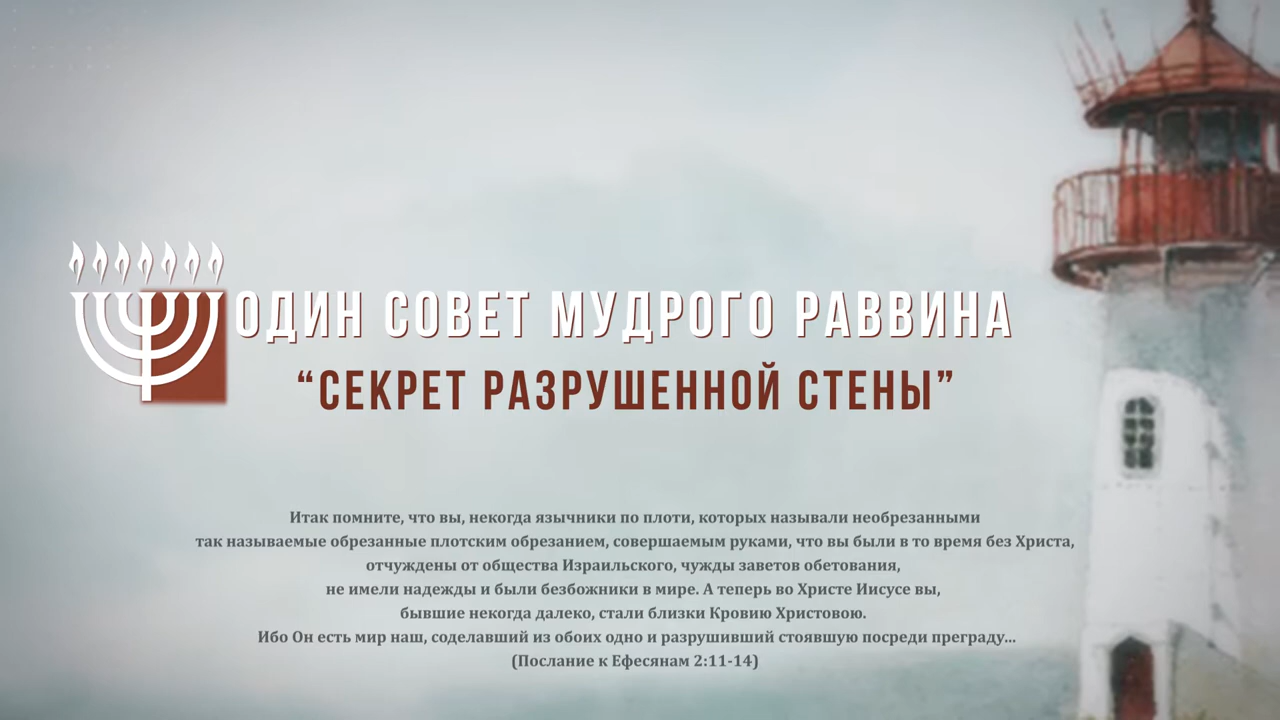 ОДИН СОВЕТ МУДРОГО РАВВИНА
“СЕКРЕТ РАЗРУШЕННОЙ СТЕНЫ”
Итак помните, что вы, некогда язычники по плоти, которых называли необрезанными
так называемые обрезанные плотским обрезанием, совершаемым руками, что вы были в то время без Христа,
отчуждены от общества Израильского, чужды заветов обетования,
не имели надежды и были безбожники в мире. А теперь во Христе Иисусе вы,
бывшие некогда далеко, стали близки Кровию Христовою.
Ибо Он есть мир наш, соделавший из обоих одно и разрушивший стоявшую посреди преграду...
(Послание к Ефесянам 2:11-14)